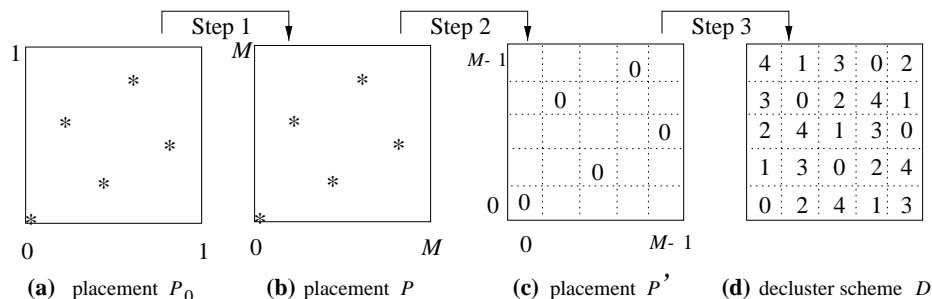 Step 1
Step 2
Step 3
1
* * * * *
0 1
M
* * * * *
0 M
M- 1
0
0
0
0
0 0
0 M- 1
4 1 3 0 2
3 0 2 4 1
2 4 1 3 0
1 3 0 2 4
0 2 4 1 3
(a) placement P0
(b) placement P
(c) placement P'
(d) decluster scheme D